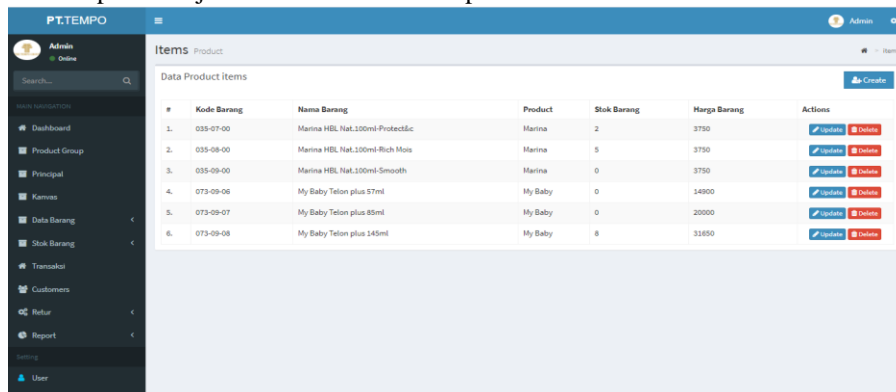 PT.TEMPO
Admin
Admin
Online
Items Product
Item
Search...
Data Product items
Create
MAIN NAVIGATION
# Kode Barang Nama Barang Product Stok Barang Harga Barang Actions
Dashboard
1. 035-07-00 Marina HBL Nat.100ml-Protect&c Marina 2 3750 Update Delete
Product Group
2. 035-08-00 Marina HBL Nat.100ml-Rich Mois Marina 5 3750 Update Delete
Principal
3. 035-09-00 Marina HBL Nat.100ml-Smooth Marina 0 3750 Update Delete
Kanvas
4. 073-09-06 My Baby Telon plus 57ml My Baby 0 14900 Update Delete
Data Barang
5. 073-09-07 My Baby Telon plus 85ml My Baby 0 20000 Update Delete
Stok Barang
6. 073-09-08 My Baby Telon plus 145ml My Baby 8 31650 Update Delete
Transaksi
Customers
Retur
Report
Setting
User